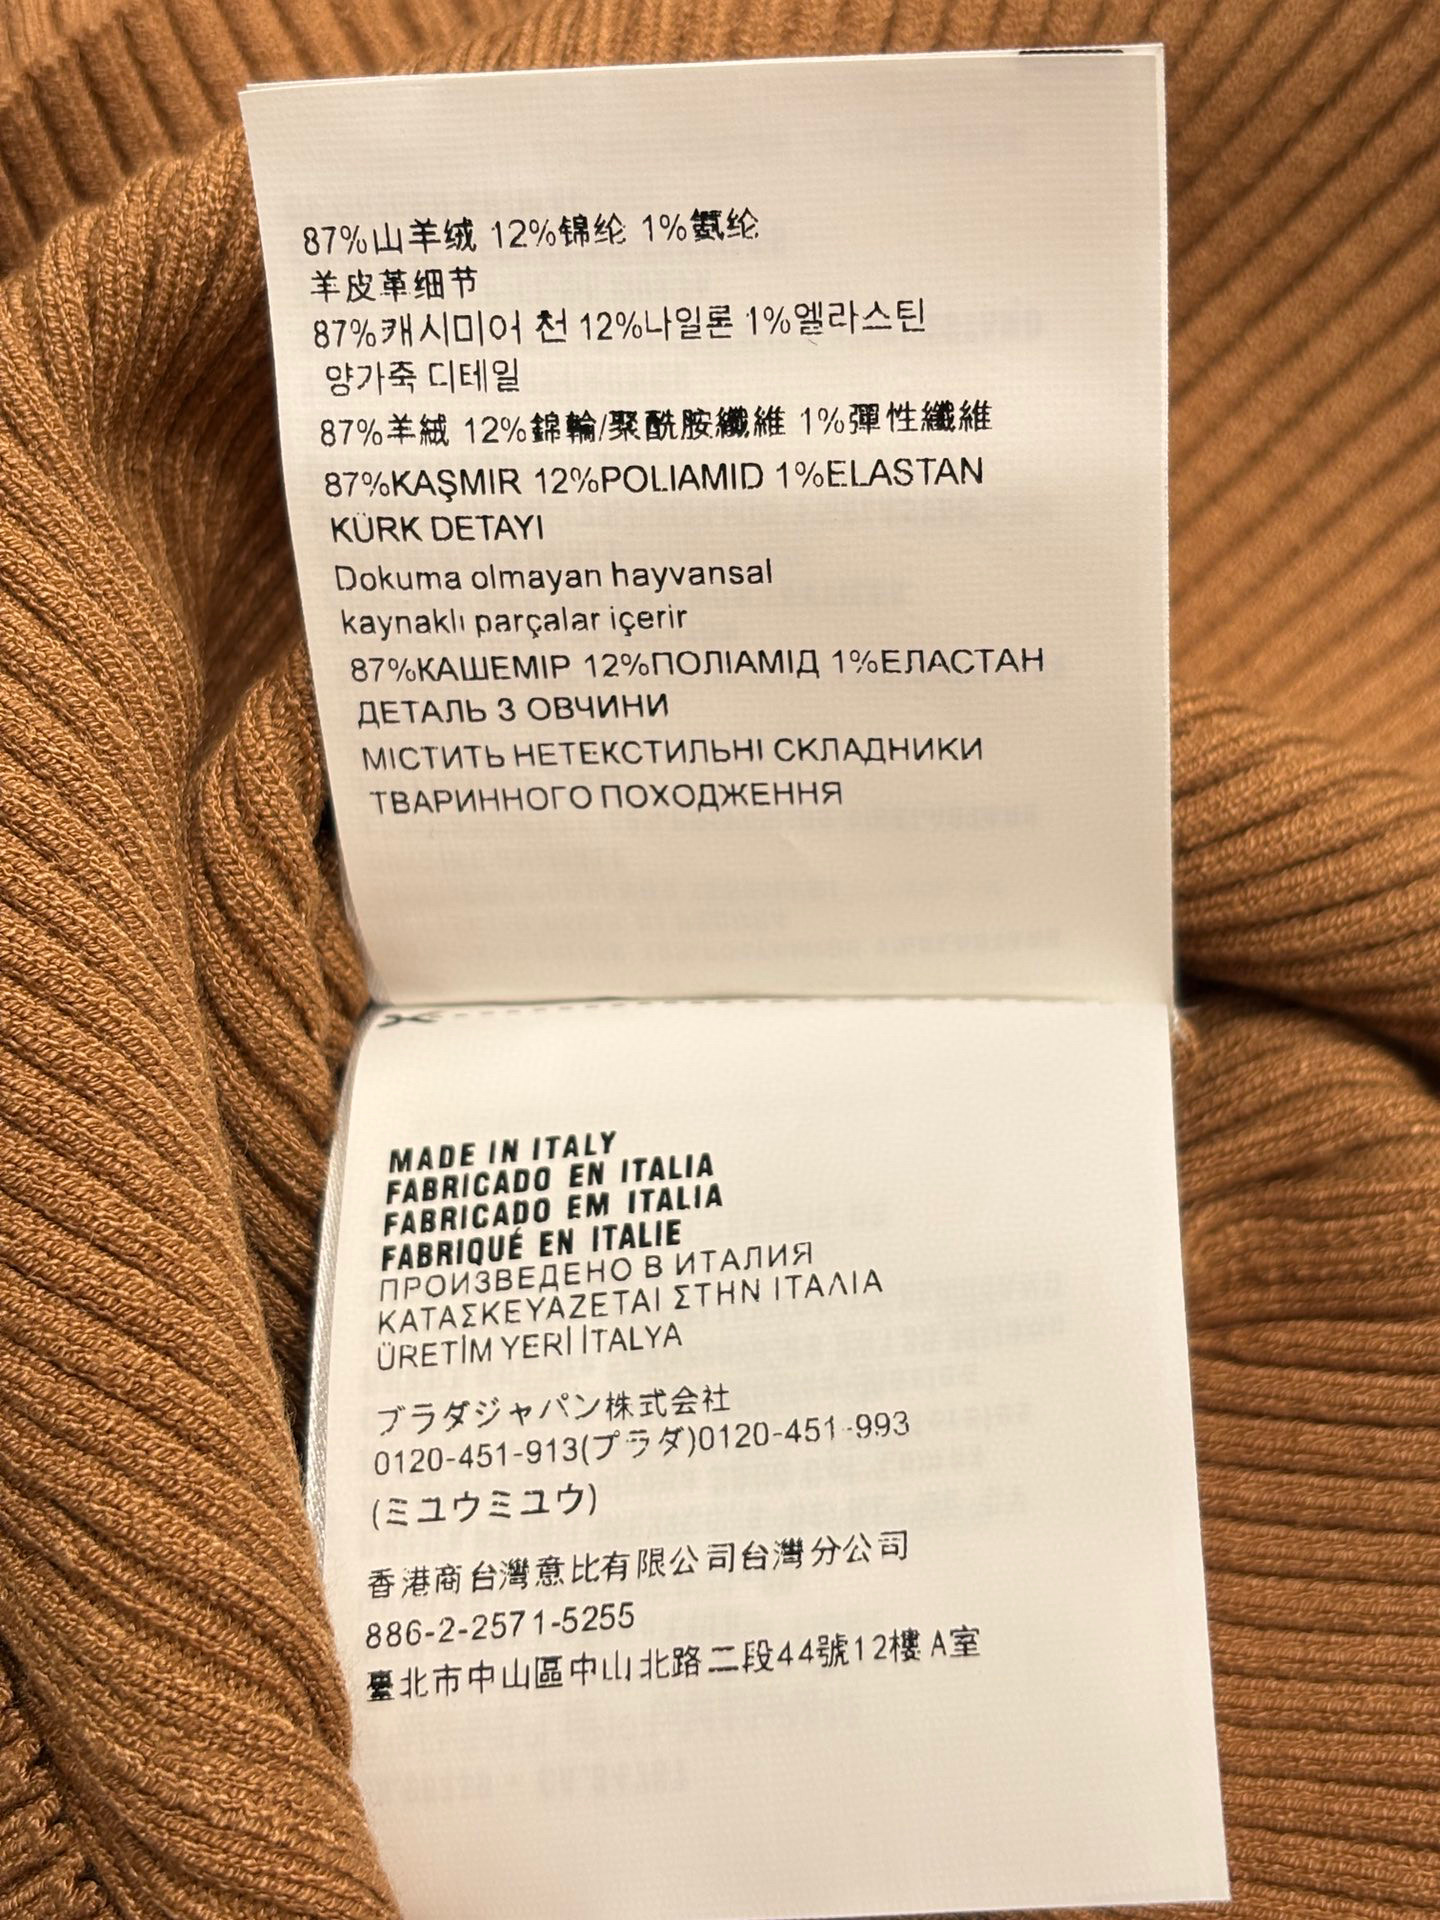 87%山羊绒 12%锦纶 1%氨纶
羊皮革细节
87%캐시미어 천 12%나일론 1%엘라스틴
양가죽 디테일
87%羊絨 12%錦輪/聚酰胺纖維 1%彈性纖維
87%KAŞMIR 12%POLIAMID 1%ELASTAN
KÜRK DETAYI
Dokuma olmayan hayvansal
kaynaklı parçalar içerir
87%КАШЕМІР 12%ПОЛІАМІД 1%ЕЛАСТАН
ДЕТАЛЬ З ОВЧИНИ
МІСТИТЬ НЕТЕКСТИЛЬНІ СКЛАДНИКИ
ТВАРИННОГО ПОХОДЖЕННЯ
MADE IN ITALY
FABRICADO EN ITALIA
FABRICADO EM ITALIA
FABRIQUÉ EN ITALIE
ПРОИЗВЕДЕНО В ИТАЛИЯ
ΚΑΤΑΣΚΕΥΑΖΕΤΑΙ ΣΤΗΝ ΙΤΑΛΙΑ
ÜRETİM YERİ İTALYA
プラダジャパン株式会社
0120-451-913(プラダ)0120-451-993
(ミユウミユウ)
香港商台灣意比有限公司台灣分公司
886-2-2571-5255
臺北市中山區中山北路二段44號12樓A室